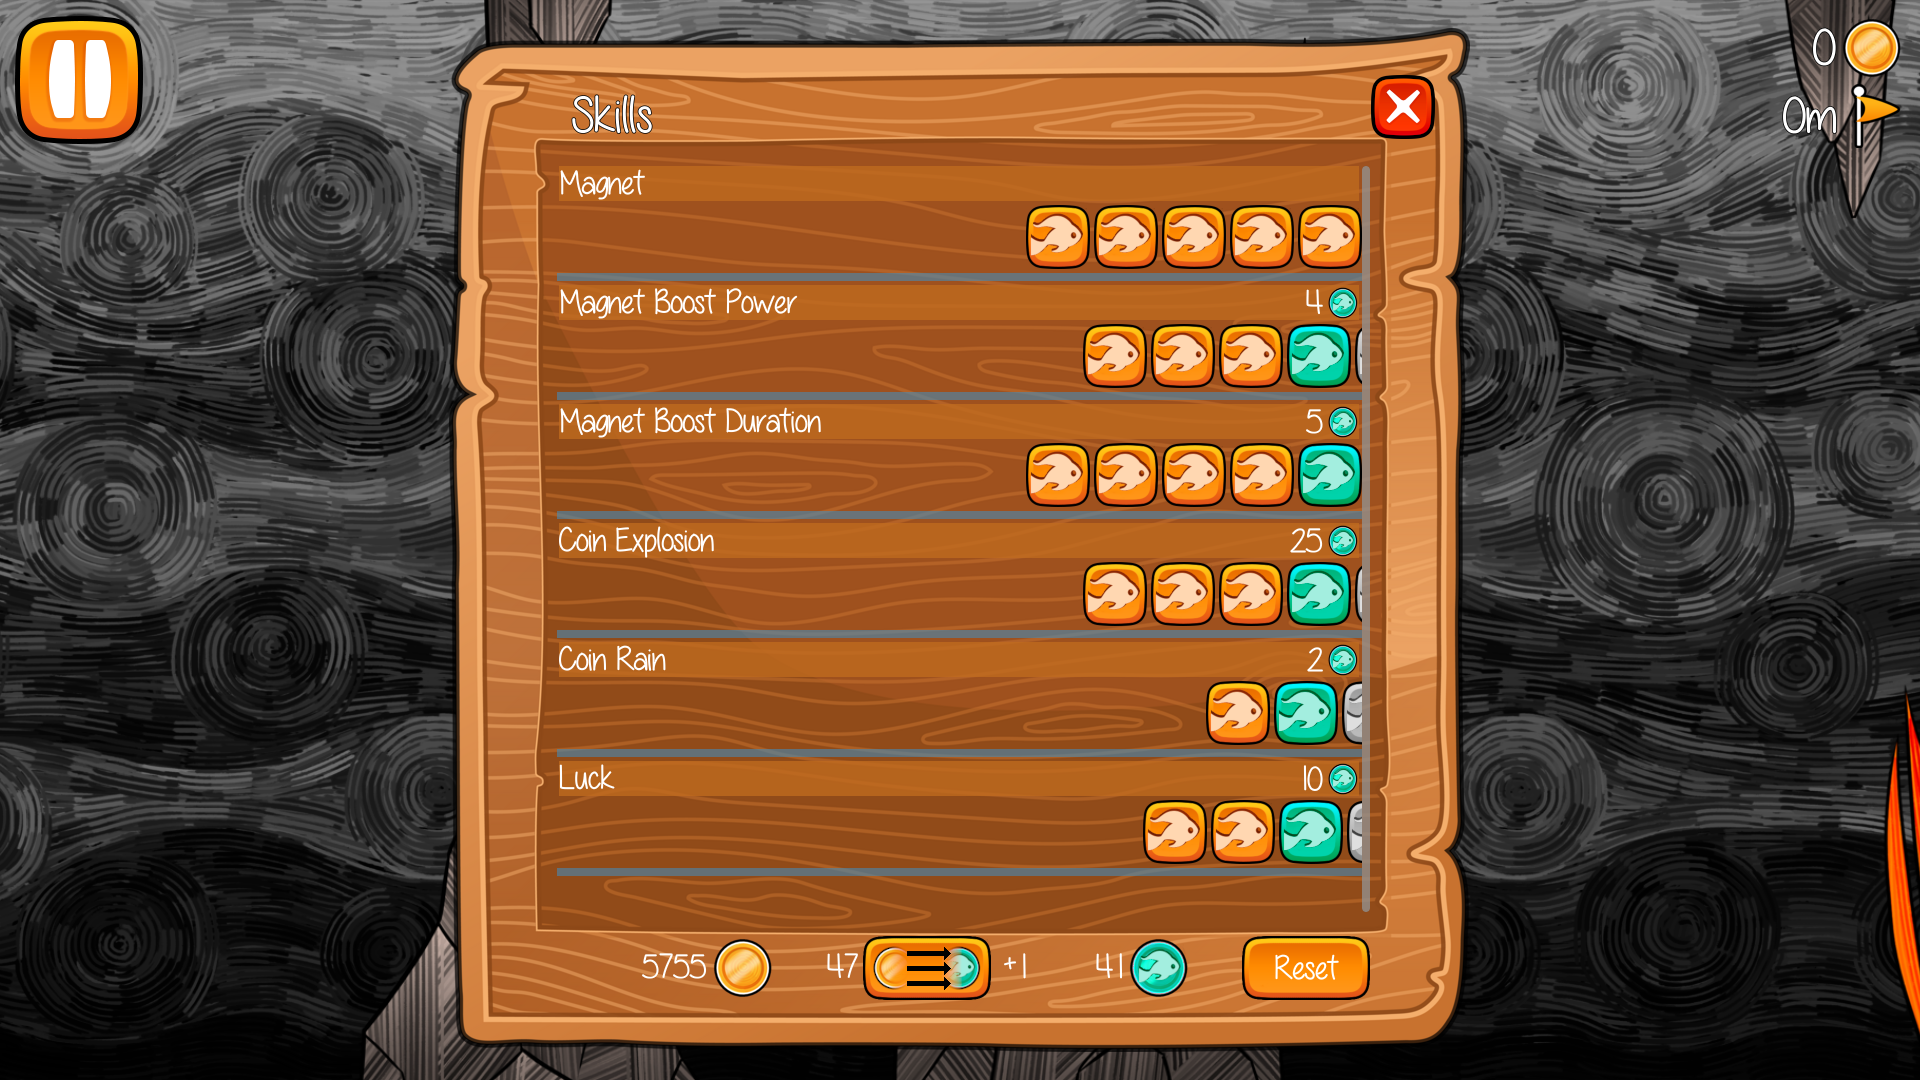 0
0m
Skills
Magnet
Magnet Boost Power 4
Magnet Boost Duration 5
Coin Explosion 25
Coin Rain 2
Luck 10
5755 47 +1 41 Reset